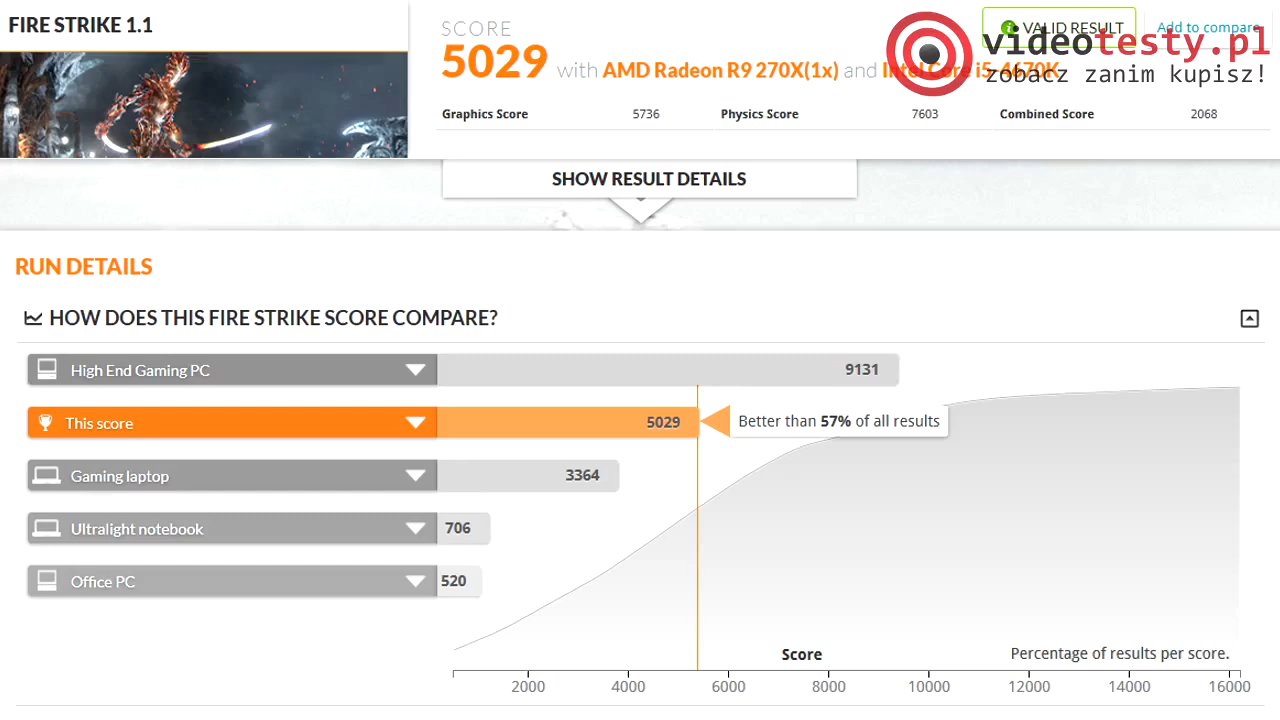 FIRE STRIKE 1.1
SCORE
5029 with AMD Radeon R9 270X(1x) and Intel Core i5-4670K
VALID RESULT
Add to compare
videotesty.pl
zobacz zanim kupisz!
Graphics Score 5736 Physics Score 7603 Combined Score 2068
SHOW RESULT DETAILS
RUN DETAILS
HOW DOES THIS FIRE STRIKE SCORE COMPARE?
High End Gaming PC 9131
This score 5029 Better than 57% of all results
Gaming laptop 3364
Ultralight notebook 706
Office PC 520
Score Percentage of results per score.
2000 4000 6000 8000 10000 12000 14000 16000